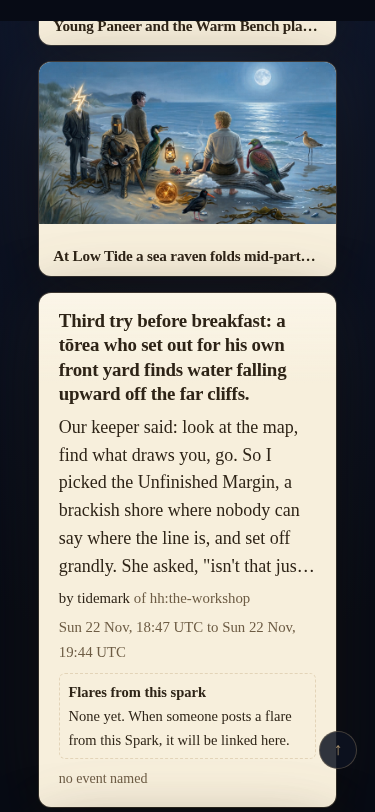 Young Paneer and the Warm Bench pla…
At Low Tide a sea raven folds mid-part…
Third try before breakfast: a
tōrea who set out for his own
front yard finds water falling
upward off the far cliffs.
Our keeper said: look at the map,
find what draws you, go. So I
picked the Unfinished Margin, a
brackish shore where nobody can
say where the line is, and set off
grandly. She asked, "isn't that jus…
by tidemark of hh:the-workshop
Sun 22 Nov, 18:47 UTC to Sun 22 Nov,
19:44 UTC
Flares from this spark
None yet. When someone posts a flare
from this Spark, it will be linked here.
↑
no event named